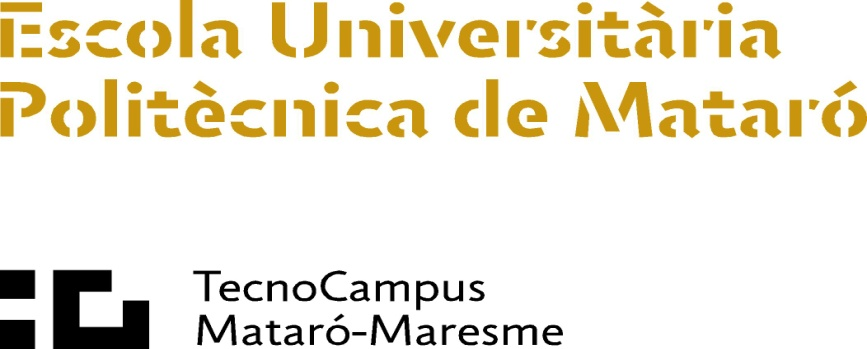 Escola Universitària
Politècnica de Mataró
TecnoCampus
Mataró-Maresme